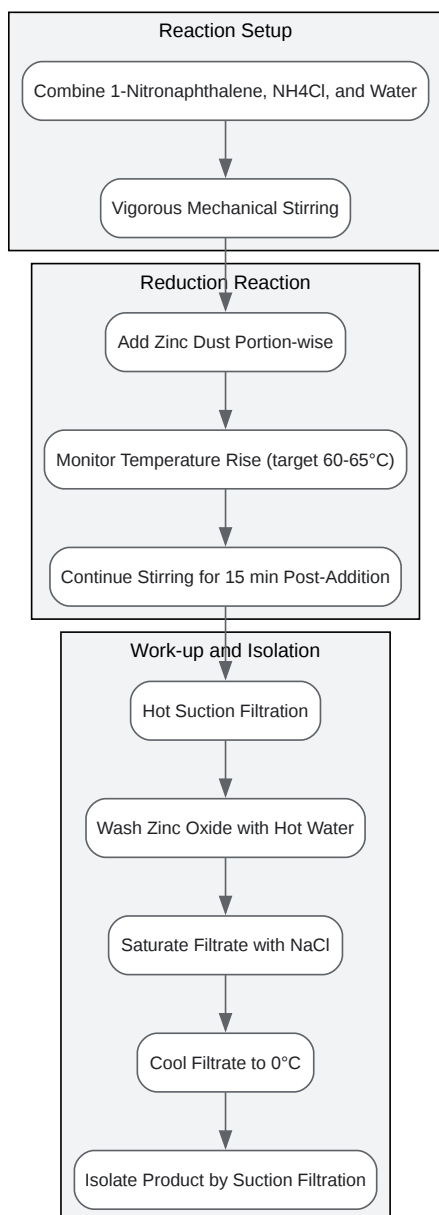 Reaction Setup
Combine 1-Nitronaphthalene, NH4Cl, and Water
Vigorous Mechanical Stirring
Reduction Reaction
Add Zinc Dust Portion-wise
Monitor Temperature Rise (target 60-65°C)
Continue Stirring for 15 min Post-Addition
Work-up and Isolation
Hot Suction Filtration
Wash Zinc Oxide with Hot Water
Saturate Filtrate with NaCl
Cool Filtrate to 0°C
Isolate Product by Suction Filtration